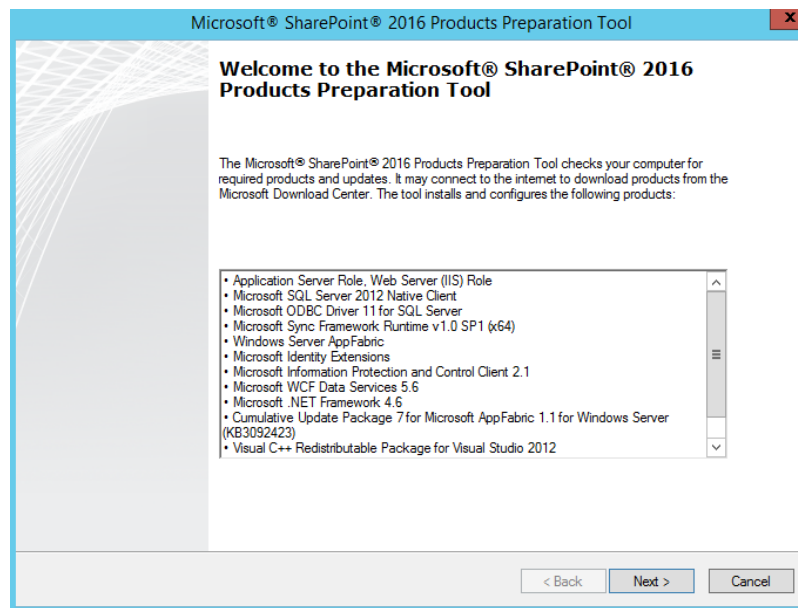 Microsoft® SharePoint® 2016 Products Preparation Tool
x
Welcome to the Microsoft® SharePoint® 2016
Products Preparation Tool
The Microsoft® SharePoint® 2016 Products Preparation Tool checks your computer for
required products and updates. It may connect to the internet to download products from the
Microsoft Download Center. The tool installs and configures the following products:
• Application Server Role, Web Server (IIS) Role
• Microsoft SQL Server 2012 Native Client
• Microsoft ODBC Driver 11 for SQL Server
• Microsoft Sync Framework Runtime v1.0 SP1 (x64)
• Windows Server AppFabric
• Microsoft Identity Extensions
• Microsoft Information Protection and Control Client 2.1
• Microsoft WCF Data Services 5.6
• Microsoft .NET Framework 4.6
• Cumulative Update Package 7 for Microsoft AppFabric 1.1 for Windows Server
(KB3092423)
• Visual C++ Redistributable Package for Visual Studio 2012
< Back Next > Cancel